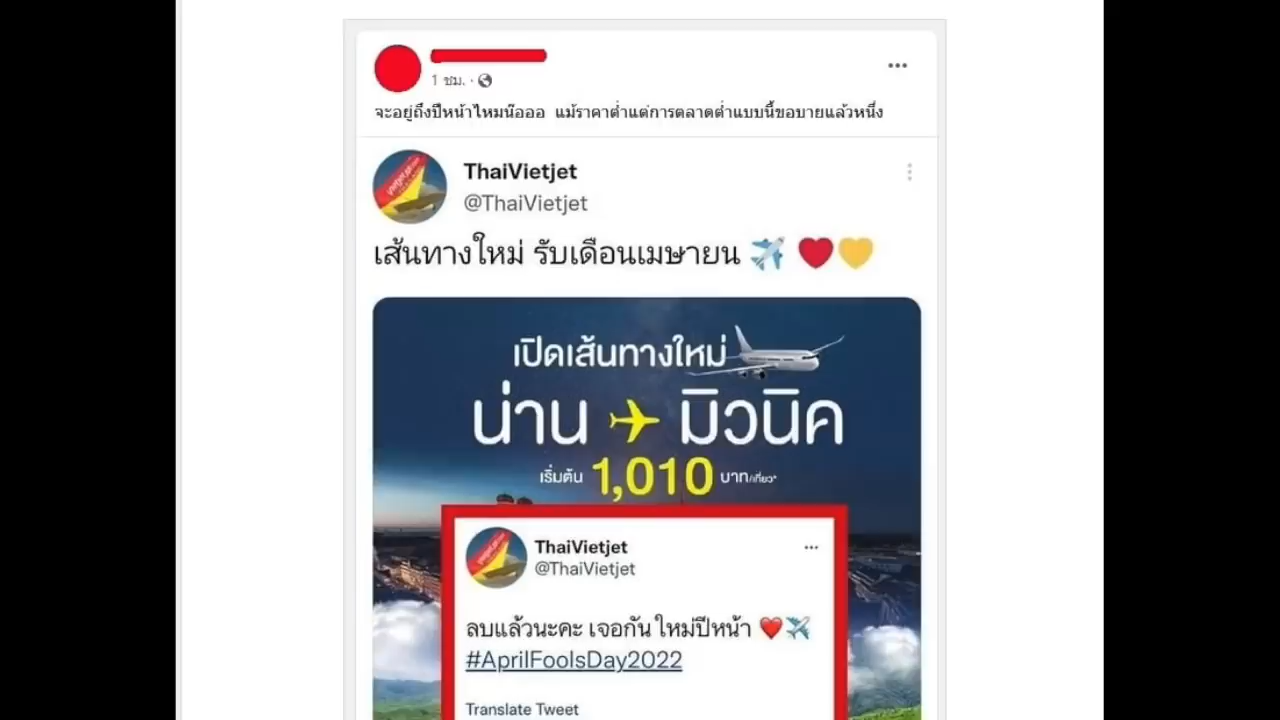 1 ชม. ·
จะอยู่ถึงปีหน้าไหมน๊อออ แม้ราคาต่ำแต่การตลาดต่ำแบบนี้ขอบายแล้วหนึ่ง
ThaiVietjet
@ThaiVietjet
เส้นทางใหม่ รับเดือนเมษายน ✈️ ❤️💛
เปิดเส้นทางใหม่
น่าน ✈ มิวนิค
เริ่มต้น 1,010 บาท/เที่ยว*
ThaiVietjet
@ThaiVietjet
ลบแล้วนะคะ เจอกัน ใหม่ปีหน้า ❤️✈️
#AprilFoolsDay2022
Translate Tweet